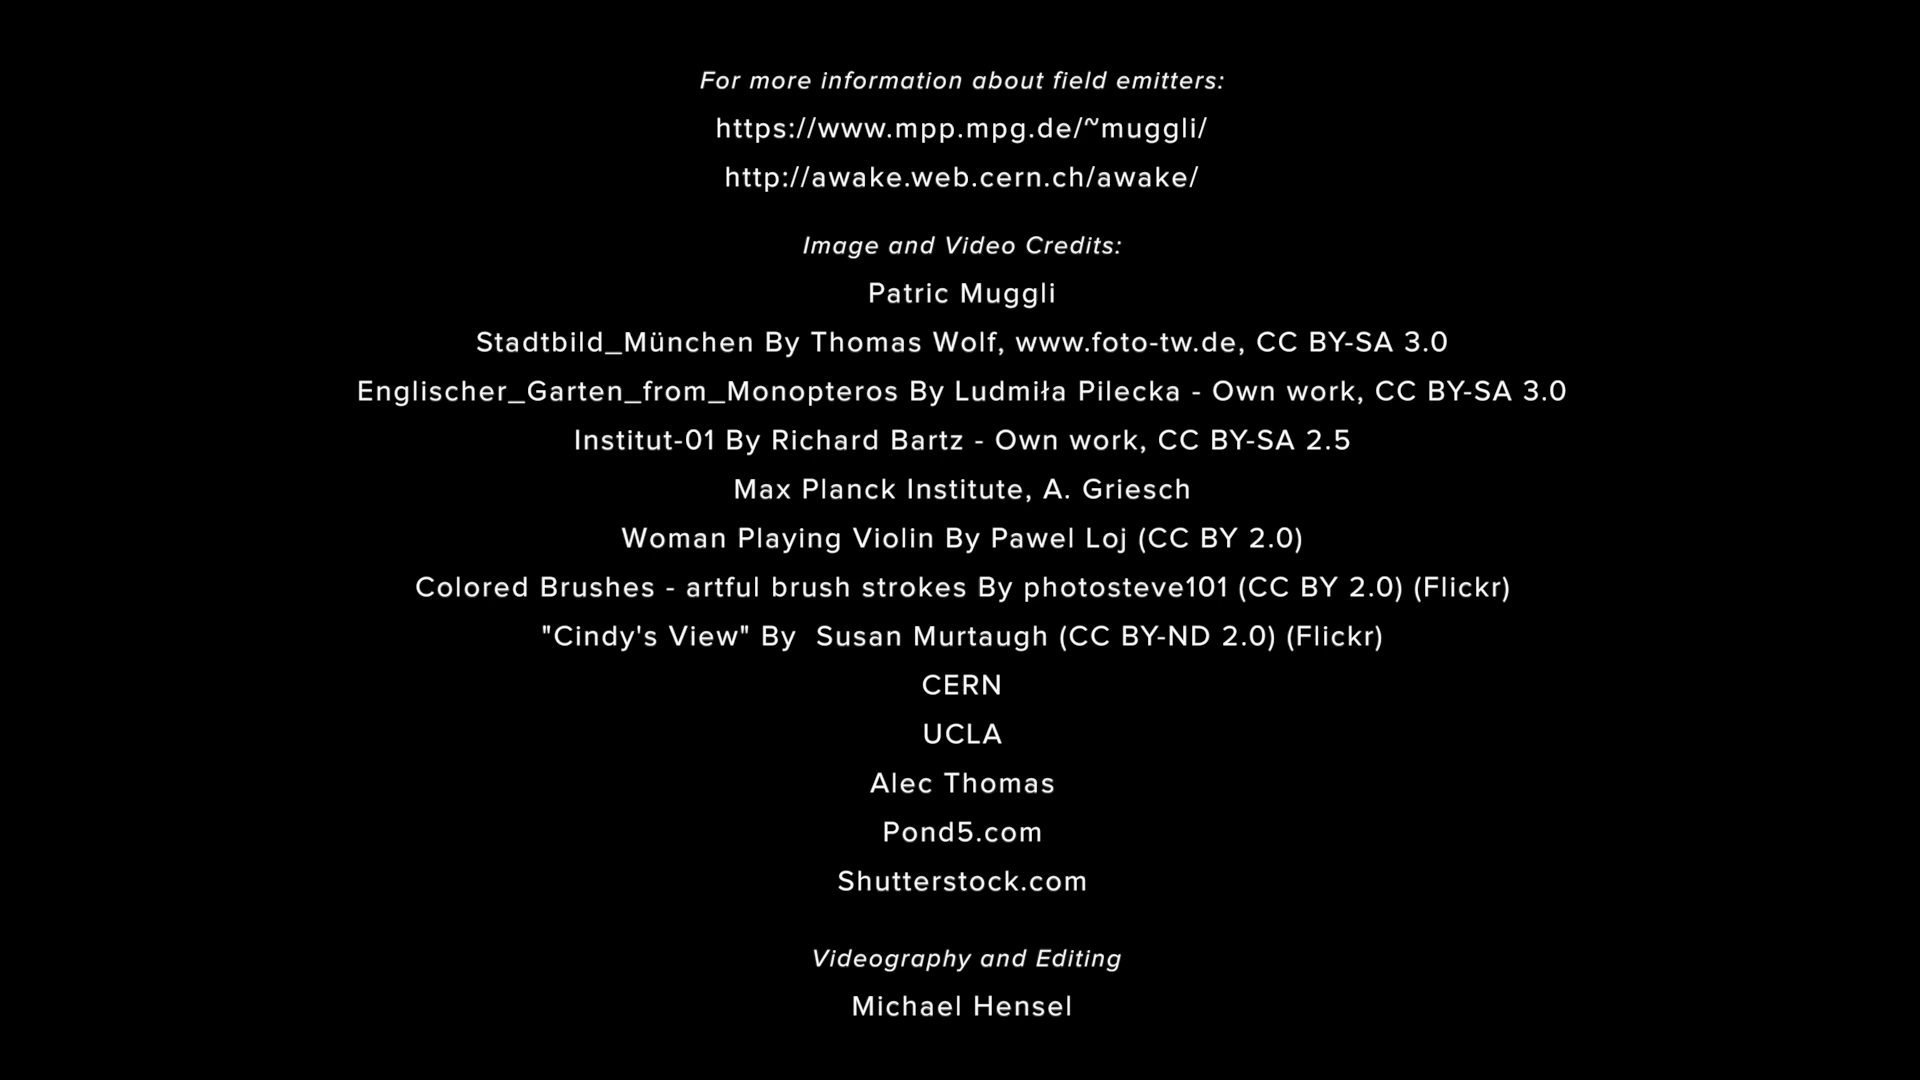 For more information about field emitters:
https://www.mpp.mpg.de/~muggli/
http://awake.web.cern.ch/awake/
Image and Video Credits:
Patric Muggli
Stadtbild_München By Thomas Wolf, www.foto-tw.de, CC BY-SA 3.0
Englischer_Garten_from_Monopteros By Ludmiła Pilecka - Own work, CC BY-SA 3.0
Institut-01 By Richard Bartz - Own work, CC BY-SA 2.5
Max Planck Institute, A. Griesch
Woman Playing Violin By Pawel Loj (CC BY 2.0)
Colored Brushes - artful brush strokes By photosteve101 (CC BY 2.0) (Flickr)
"Cindy's View" By  Susan Murtaugh (CC BY-ND 2.0) (Flickr)
CERN
UCLA
Alec Thomas
Pond5.com
Shutterstock.com
Videography and Editing
Michael Hensel